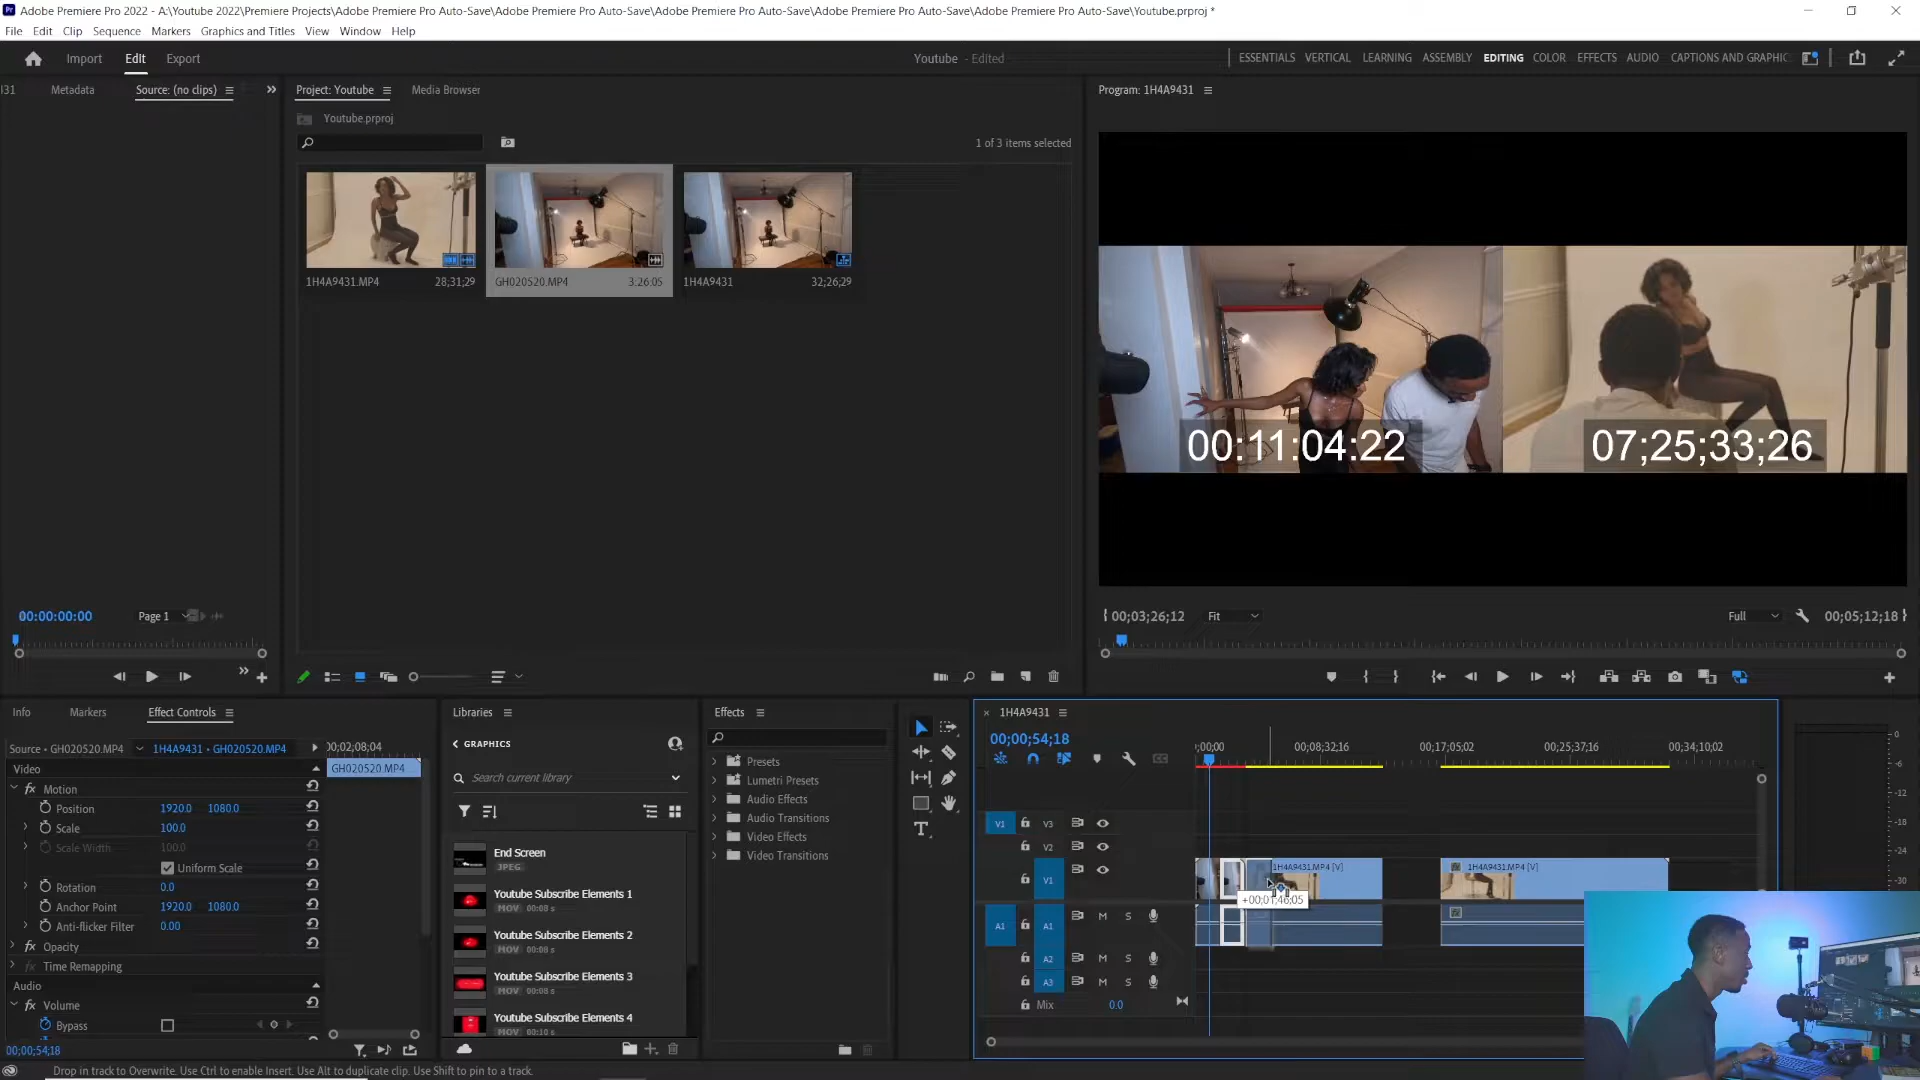 Adobe Premiere Pro 2022 - A:\Youtube 2022\Premiere Projects\Adobe Premiere Pro Auto-Save\Adobe Premiere Pro Auto-Save\Adobe Premiere Pro Auto-Save\Adobe Premiere Pro Auto-Save\Youtube.prproj *
File Edit Clip Sequence Markers Graphics and Titles View Window Help
Import Edit Export
Youtube - Edited
ESSENTIALS VERTICAL LEARNING ASSEMBLY EDITING COLOR EFFECTS AUDIO CAPTIONS AND GRAPHIC
Metadata Source: (no clips)
Project: Youtube Media Browser
Program: 1H4A9431
Youtube.prproj
1 of 3 items selected
1H4A9431.MP4 28;31;29
GH020520.MP4 3:26:05
1H4A9431 32;26;29
00:11:04:22
07;25;33;26
00:00:00:00 Page 1
00;03;26;12 Fit
Full 00;05;12;18
Info Markers Effect Controls
Source • GH020520.MP4 1H4A9431 • GH020520.MP4
00;02;08;04
GH020520.MP4
Video
fx Motion
Position 1920.0 1080.0
Scale 100.0
Scale Width 100.0
Uniform Scale
Rotation 0.0
Anchor Point 1920.0 1080.0
Anti-flicker Filter 0.00
fx Opacity
fx Time Remapping
Audio
fx Volume
Bypass
00;00;54;18
Libraries
GRAPHICS
Search current library
End Screen
JPEG
Youtube Subscribe Elements 1
MOV 00:08 s
Youtube Subscribe Elements 2
MOV 00:08 s
Youtube Subscribe Elements 3
MOV 00:08 s
Youtube Subscribe Elements 4
MOV 00:10 s
Effects
Presets
Lumetri Presets
Audio Effects
Audio Transitions
Video Effects
Video Transitions
1H4A9431
00;00;54;18
;00;00 00;08;32;16 00;17;05;02 00;25;37;16 00;34;10;02
V1 V3
V2
V1
1H4A9431.MP4 [V]
1H4A9431.MP4 [V]
+00;01;46;05
A1 A1 M S
A2 M S
A3 M S
Mix 0.0
0
-6
-12
-18
-24
-30
Drop in track to Overwrite. Use Ctrl to enable Insert. Use Alt to duplicate clip. Use Shift to pin to a track.